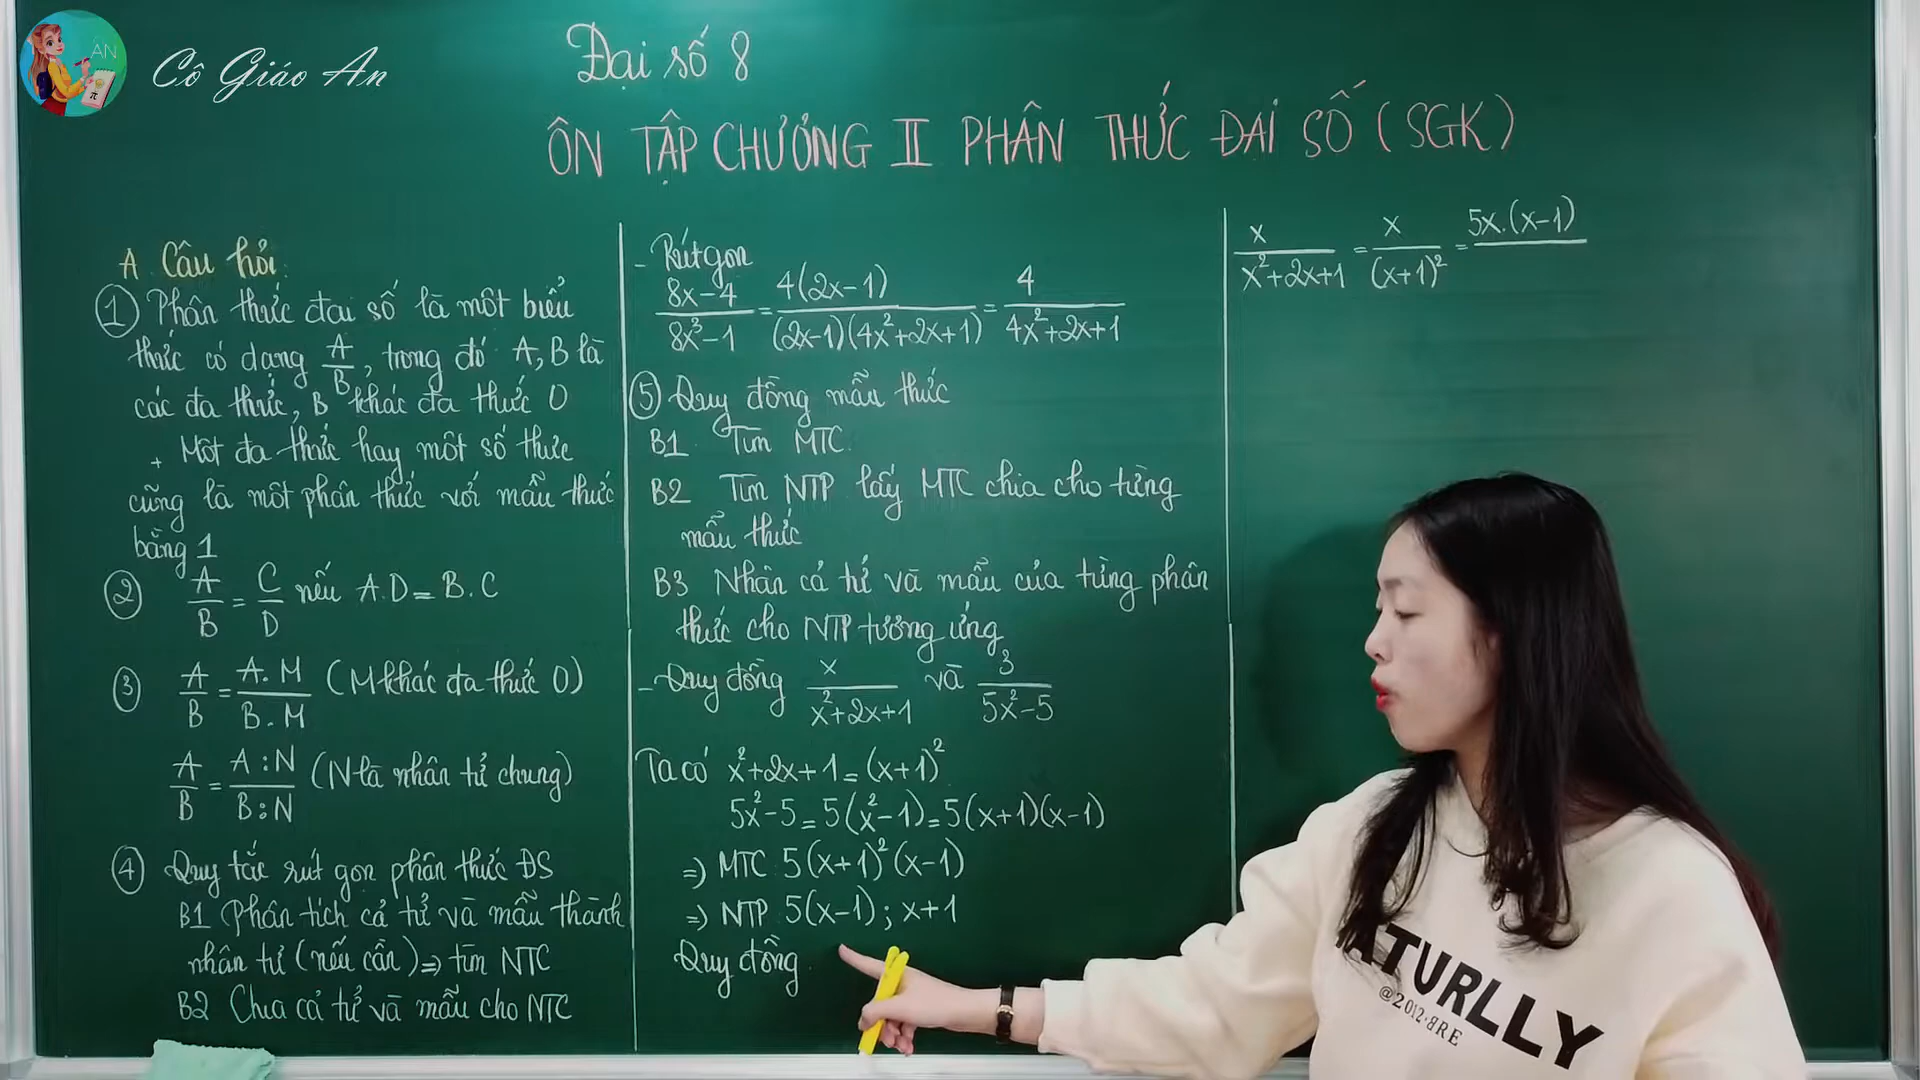 ÂN
Cô Giáo An
Đại số 8
ÔN TẬP CHƯƠNG II PHÂN THỨC ĐẠI SỐ (SGK)
A. Câu hỏi:
① Phân thức đại số là một biểu
thức có dạng A/B, trong đó A, B là
các đa thức, B khác đa thức 0
+ Một đa thức hay một số thực
cũng là một phân thức với mẫu thức
bằng 1
② A/B = C/D nếu A.D = B.C
③ A/B = A.M/B.M (M khác đa thức 0)
A/B = A:N/B:N (N là nhân tử chung)
④ Quy tắc rút gọn phân thức ĐS
B1 Phân tích cả tử và mẫu thành
nhân tử (nếu cần) => tìm NTC
B2 Chia cả tử và mẫu cho NTC
- Rút gọn
(8x-4)/(8x³-1) = 4(2x-1)/((2x-1)(4x²+2x+1)) = 4/(4x²+2x+1)
⑤ Quy đồng mẫu thức
B1 Tìm MTC
B2 Tìm NTP lấy MTC chia cho từng
mẫu thức
B3 Nhân cả tử và mẫu của từng phân
thức cho NTP tương ứng
- Quy đồng x/(x²+2x+1) và 3/(5x²-5)
Ta có x²+2x+1 = (x+1)²
5x²-5 = 5(x²-1) = 5(x+1)(x-1)
=> MTC 5(x+1)²(x-1)
=> NTP 5(x-1); x+1
Quy đồng
x/(x²+2x+1) = x/(x+1)² = 5x.(x-1)/
NATURLLY
@2012·BRE